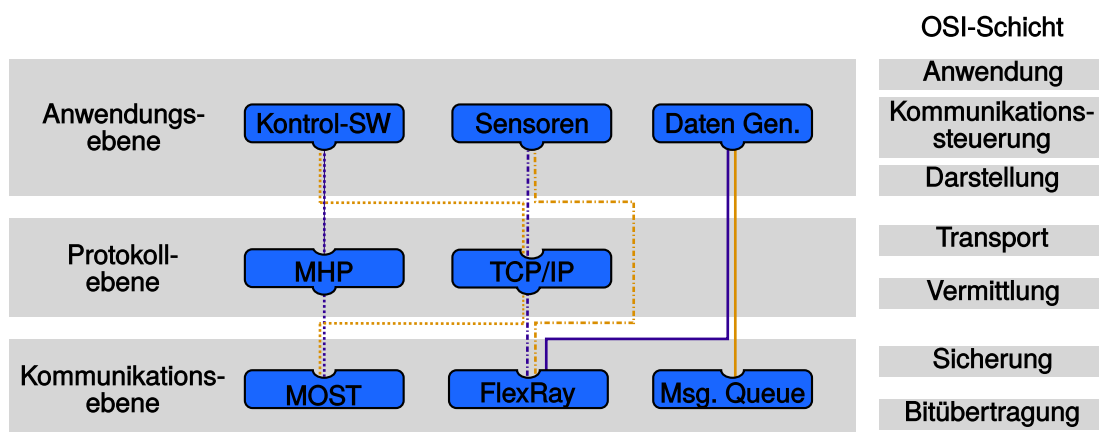 OSI-Schicht
Anwendungs-
ebene
Kontrol-SW
Sensoren
Daten Gen.
Anwendung
Kommunikations-
steuerung
Darstellung
Protokoll-
ebene
MHP
TCP/IP
Transport
Vermittlung
Kommunikations-
ebene
MOST
FlexRay
Msg. Queue
Sicherung
Bitübertragung